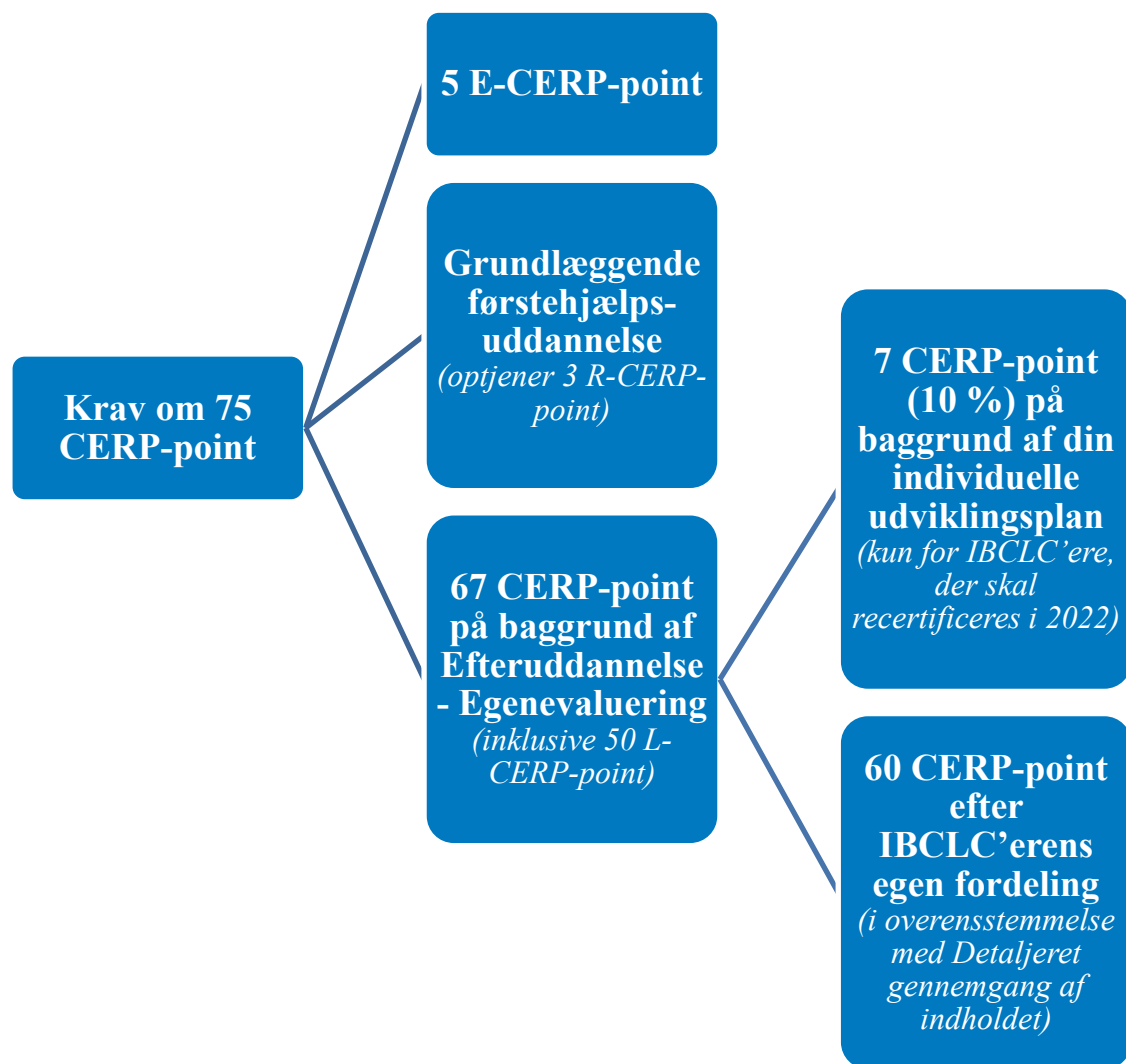 Krav om 75
CERP-point
5 E-CERP-point
Grundlæggende
førstehjælps-
uddannelse
(optjener 3 R-CERP-
point)
67 CERP-point
på baggrund af
Efteruddannelse
- Egenevaluering
(inklusive 50 L-
CERP-point)
7 CERP-point
(10 %) på
baggrund af din
individuelle
udviklingsplan
(kun for IBCLC’ere,
der skal
recertificeres i 2022)
60 CERP-point
efter
IBCLC’erens
egen fordeling
(i overensstemmelse
med Detaljeret
gennemgang af
indholdet)